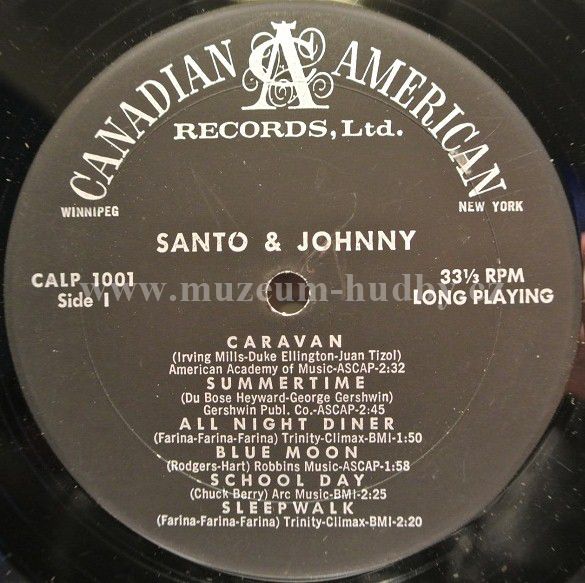 CANADIAN AMERICAN
RECORDS, Ltd.
WINNIPEG
NEW YORK
SANTO & JOHNNY
CALP 1001
Side 1
33⅓ RPM
LONG PLAYING
www.muzeum-hudby.cz
CARAVAN
(Irving Mills-Duke Ellington-Juan Tizol)
American Academy of Music-ASCAP-2:32
SUMMERTIME
(Du Bose Heyward-George Gershwin)
Gershwin Publ. Co.-ASCAP-2:45
ALL NIGHT DINER
(Farina-Farina-Farina) Trinity-Climax-BMI-1:50
BLUE MOON
(Rodgers-Hart) Robbins Music-ASCAP-1:58
SCHOOL DAY
(Chuck Berry) Arc Music-BMI-2:25
SLEEPWALK
(Farina-Farina-Farina) Trinity-Climax-BMI-2:20